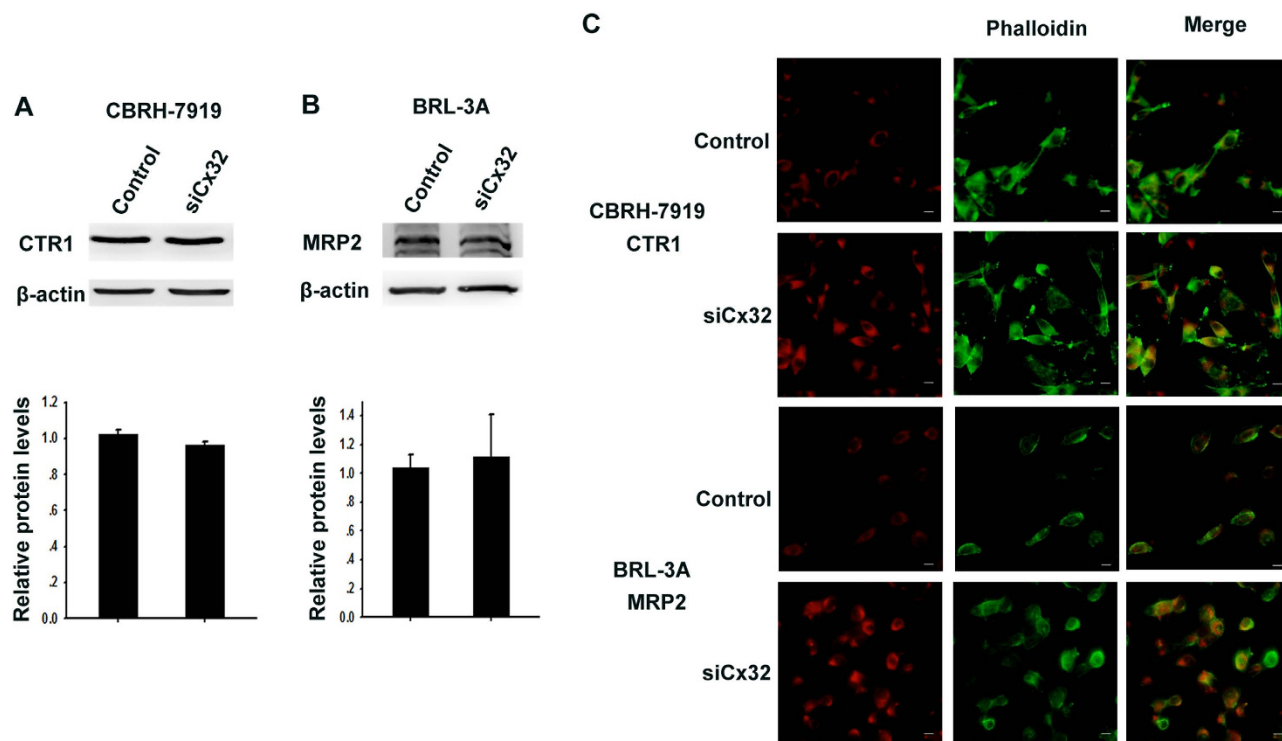 A
CBRH-7919
Control
siCx32
CTR1
β-actin
Relative protein levels
1.2
1.0
.8
.6
.4
.2
0.0
B
BRL-3A
Control
siCx32
MRP2
β-actin
Relative protein levels
1.4
1.2
1.0
.8
.6
.4
.2
0.0
C
Phalloidin
Merge
Control
CBRH-7919
CTR1
siCx32
Control
BRL-3A
MRP2
siCx32